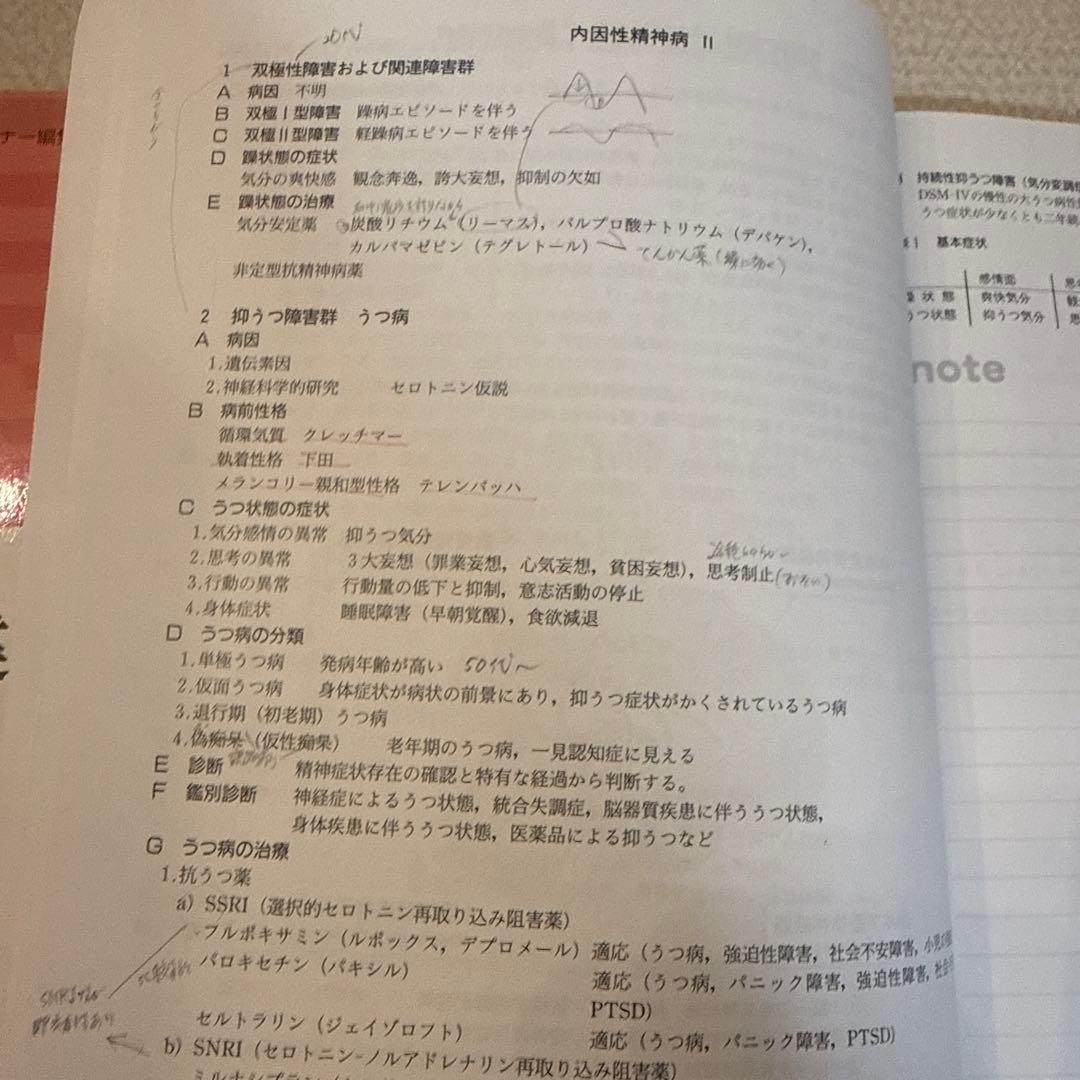 内因性精神病 II
20代
1 双極性障害および関連障害群
A 病因 不明
B 双極I型障害 躁病エピソードを伴う
C 双極II型障害 軽躁病エピソードを伴う
D 躁状態の症状
気分の爽快感 観念奔逸，誇大妄想，抑制の欠如
E 躁状態の治療
気分安定薬 炭酸リチウム（リーマス），バルプロ酸ナトリウム（デパケン），
カルバマゼピン（テグレトール） てんかん薬
非定型抗精神病薬
2 抑うつ障害群 うつ病
A 病因
1.遺伝素因
2.神経科学的研究 セロトニン仮説
B 病前性格
循環気質 クレッチマー
執着性格 下田
メランコリー親和型性格 テレンバッハ
C うつ状態の症状
1.気分感情の異常 抑うつ気分
2.思考の異常 3大妄想（罪業妄想，心気妄想，貧困妄想），思考制止(おそい)
3.行動の異常 行動量の低下と抑制，意志活動の停止
4.身体症状 睡眠障害（早朝覚醒），食欲減退
D うつ病の分類
1.単極うつ病 発病年齢が高い 50代〜
2.仮面うつ病 身体症状が病状の前景にあり，抑うつ症状がかくされているうつ病
3.退行期（初老期）うつ病
4.偽痴呆（仮性痴呆） 老年期のうつ病，一見認知症に見える
E 診断 精神症状存在の確認と特有な経過から判断する。
F 鑑別診断 神経症によるうつ状態，統合失調症，脳器質疾患に伴ううつ状態，
身体疾患に伴ううつ状態，医薬品による抑うつなど
G うつ病の治療
1.抗うつ薬
a）SSRI（選択的セロトニン再取り込み阻害薬）
フルボキサミン（ルボックス，デプロメール）適応（うつ病，強迫性障害，社会不安障害，小児の
パロキセチン（パキシル） 適応（うつ病，パニック障害，強迫性障害，社会
PTSD）
セルトラリン（ジェイゾロフト） 適応（うつ病，パニック障害，PTSD）
b）SNRI（セロトニン-ノルアドレナリン再取り込み阻害薬）
ナー編集
持続性抑うつ障害（気分変調
DSM-IVの慢性の大うつ病性
うつ症状が少なくとも二年級
1 基本症状
感情面 思
躁状態 爽快気分
うつ状態 抑うつ気分 思
note